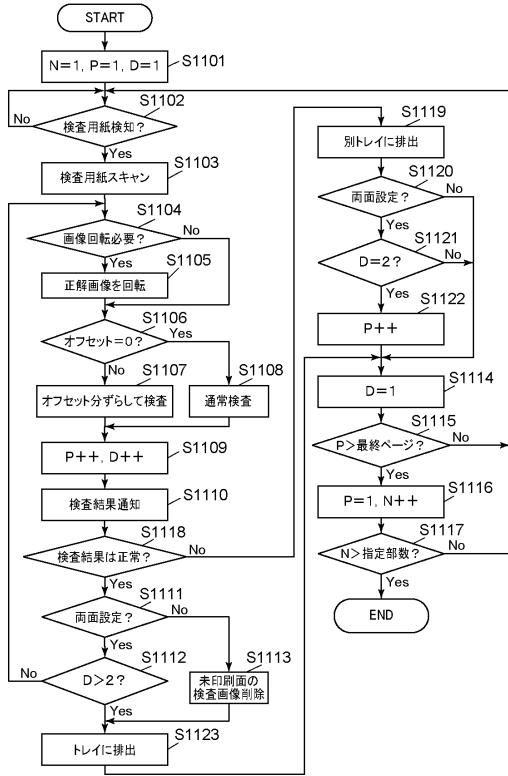 START
N=1, P=1, D=1
S1101
S1102
検査用紙検知？
No
Yes
S1103
検査用紙スキャン
S1104
画像回転必要？
No
Yes
S1105
正解画像を回転
S1106
オフセット=0？
Yes
No
S1107
オフセット分ずらして検査
S1108
通常検査
S1109
P++, D++
S1110
検査結果通知
S1118
検査結果は正常？
No
Yes
S1111
両面設定？
No
Yes
S1112
D>2？
No
Yes
S1113
未印刷面の
検査画像削除
S1123
トレイに排出
S1119
別トレイに排出
S1120
両面設定？
No
Yes
S1121
D=2？
No
Yes
S1122
P++
S1114
D=1
S1115
P>最終ページ？
No
Yes
S1116
P=1, N++
S1117
N>指定部数？
No
Yes
END